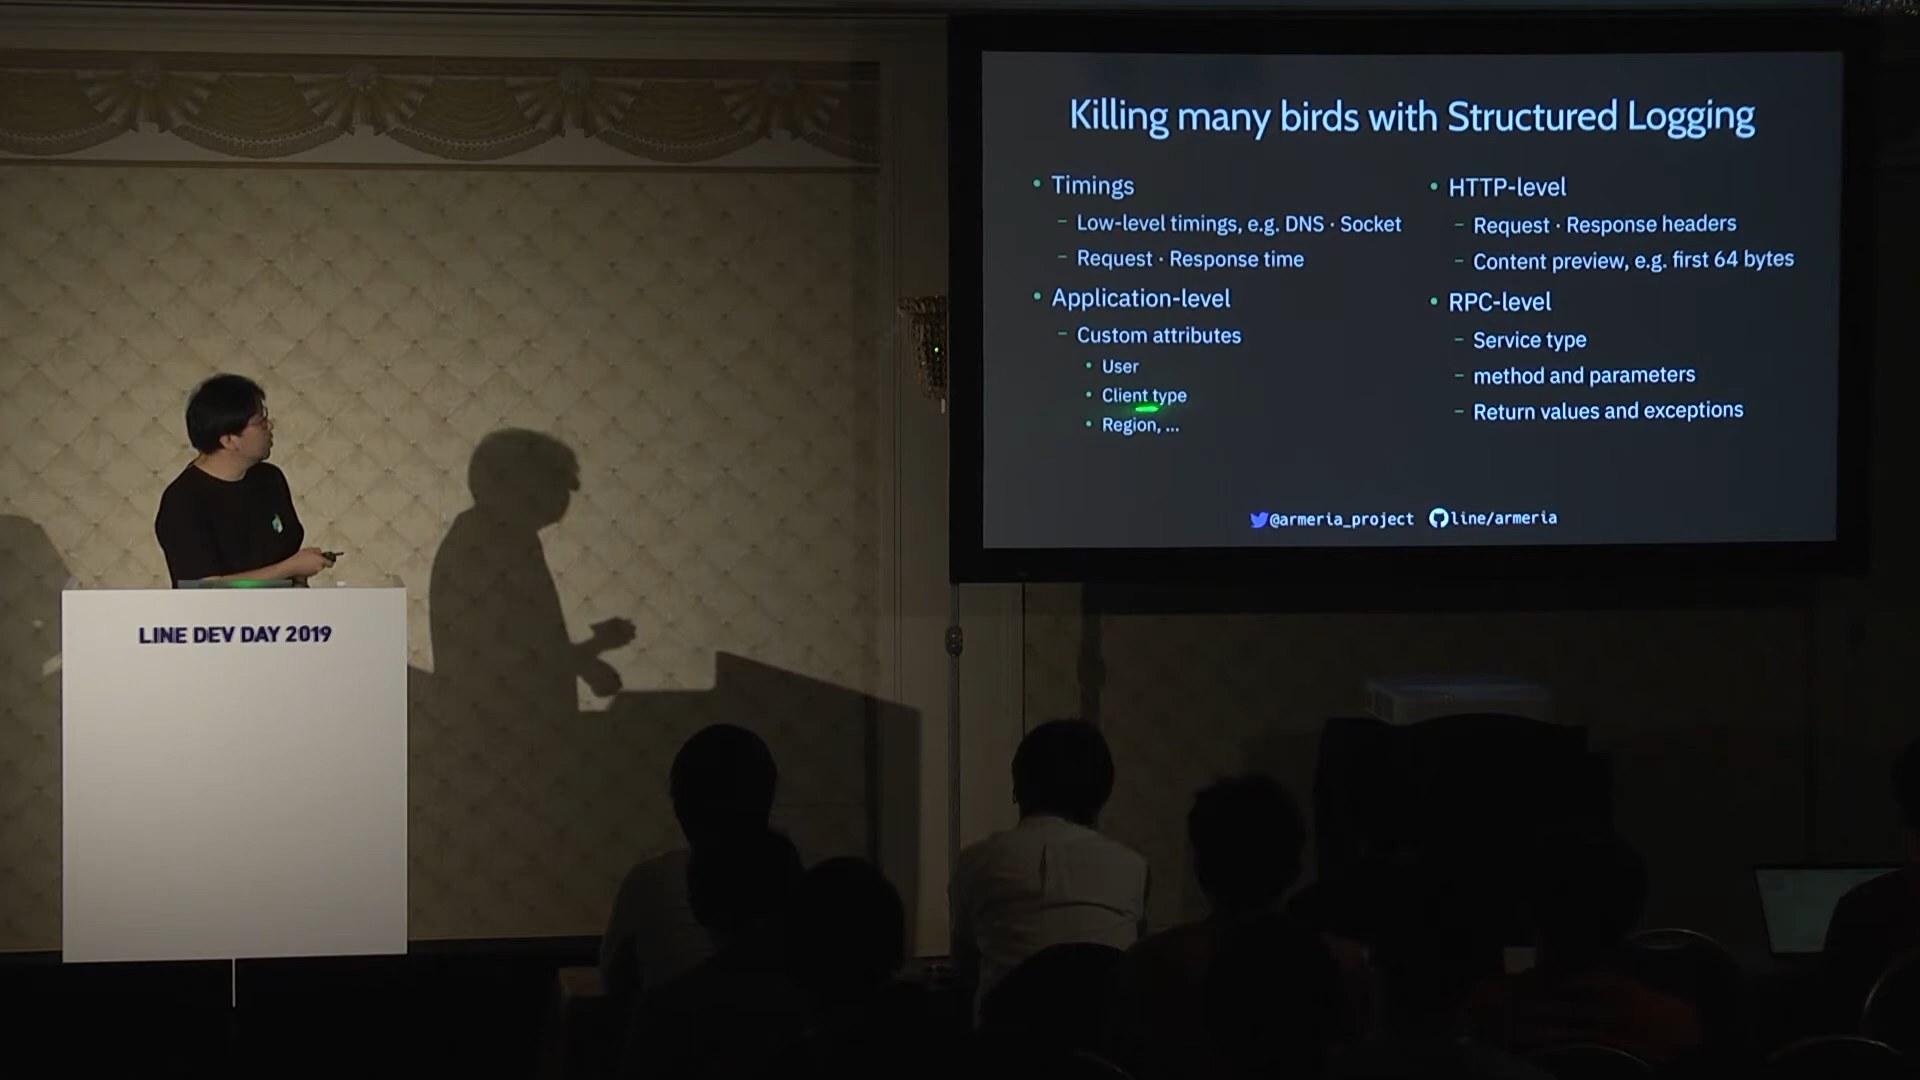 Killing many birds with Structured Logging
• Timings
– Low-level timings, e.g. DNS · Socket
– Request · Response time
• Application-level
– Custom attributes
• User
• Client type
• Region, ...
• HTTP-level
– Request · Response headers
– Content preview, e.g. first 64 bytes
• RPC-level
– Service type
– method and parameters
– Return values and exceptions
@armeria_project line/armeria
LINE DEV DAY 2019